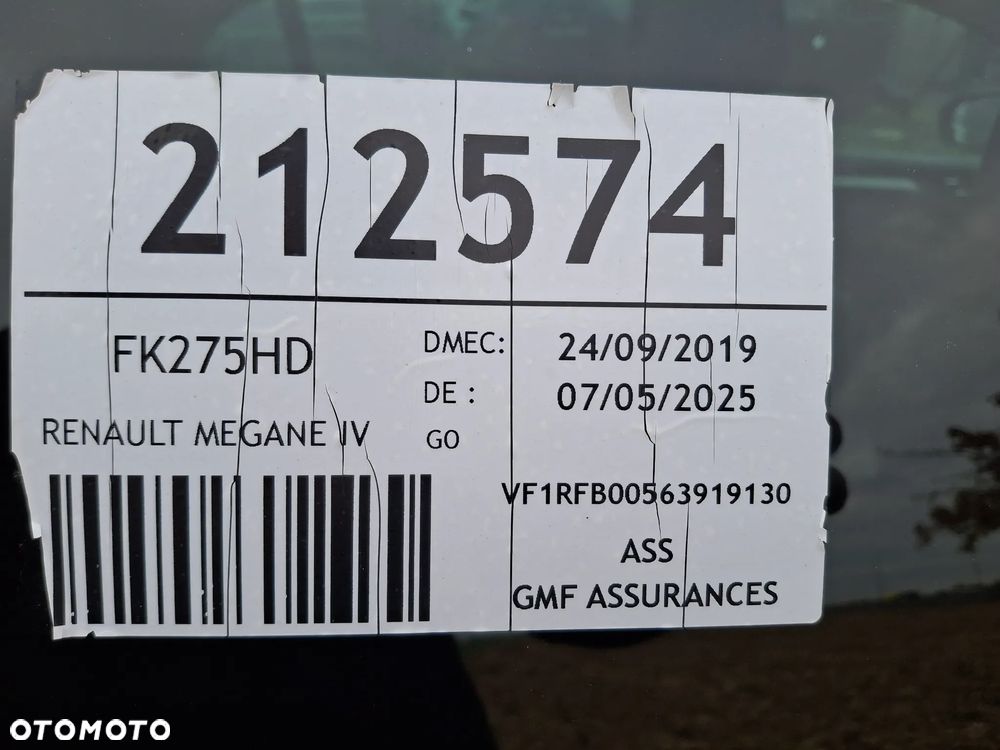 212574
FK275HD
DMEC: 24/09/2019
DE : 07/05/2025
RENAULT MEGANE IV
GO
VF1RFB00563919130
ASS
GMF ASSURANCES
OTOMOTO